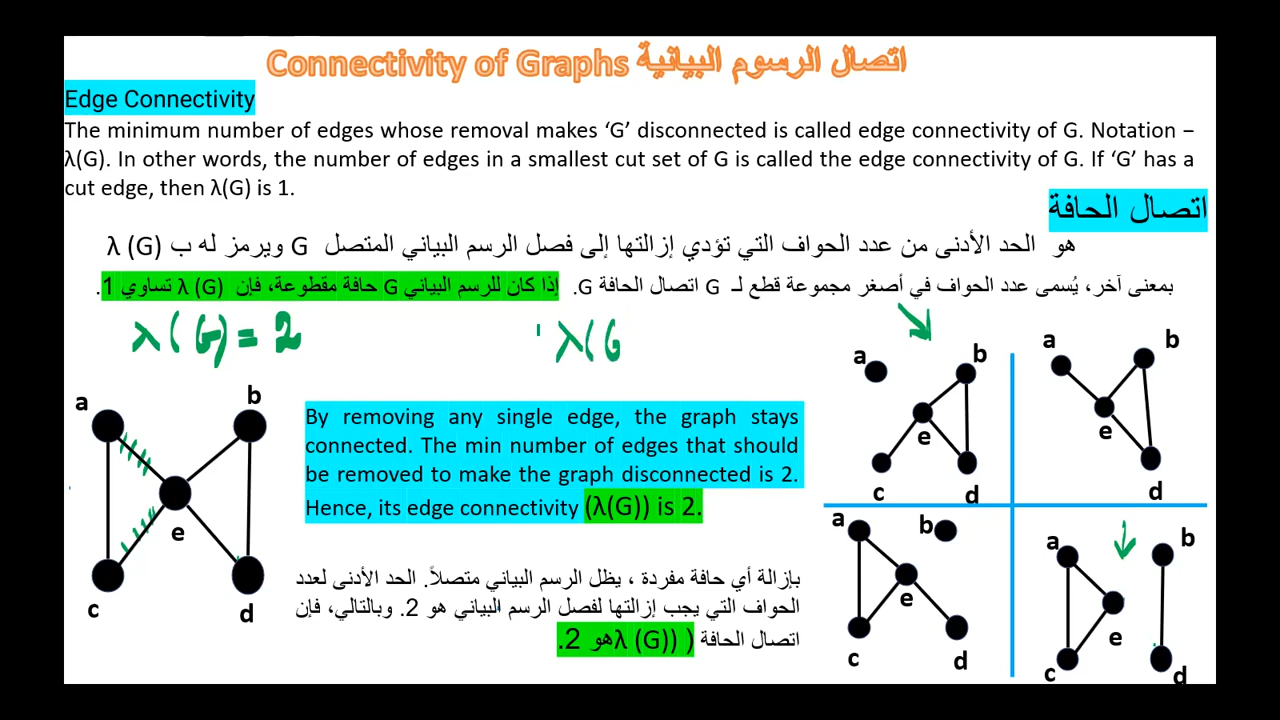 Connectivity of Graphs اتصال الرسوم البيانية
Edge Connectivity
The minimum number of edges whose removal makes ‘G’ disconnected is called edge connectivity of G. Notation −
λ(G). In other words, the number of edges in a smallest cut set of G is called the edge connectivity of G. If ‘G’ has a
cut edge, then λ(G) is 1.
اتصال الحافة
هو الحد الأدنى من عدد الحواف التي تؤدي إزالتها إلى فصل الرسم البياني المتصل G ويرمز له ب λ (G)
بمعنى آخر، يُسمى عدد الحواف في أصغر مجموعة قطع لـ G اتصال الحافة G. إذا كان للرسم البياني G حافة مقطوعة، فإن λ (G) تساوي 1.
λ(G) = 2
λ(G
a
b
e
c
d
By removing any single edge, the graph stays
connected. The min number of edges that should
be removed to make the graph disconnected is 2.
Hence, its edge connectivity (λ(G)) is 2.
بإزالة أي حافة مفردة ، يظل الرسم البياني متصلاً. الحد الأدنى لعدد
الحواف التي يجب إزالتها لفصل الرسم البياني هو 2. وبالتالي، فإن
اتصال الحافة ( λ (G)) هو 2.
a
b
e
c
d
a
b
e
d
a
b
e
c
d
a
b
e
c
d